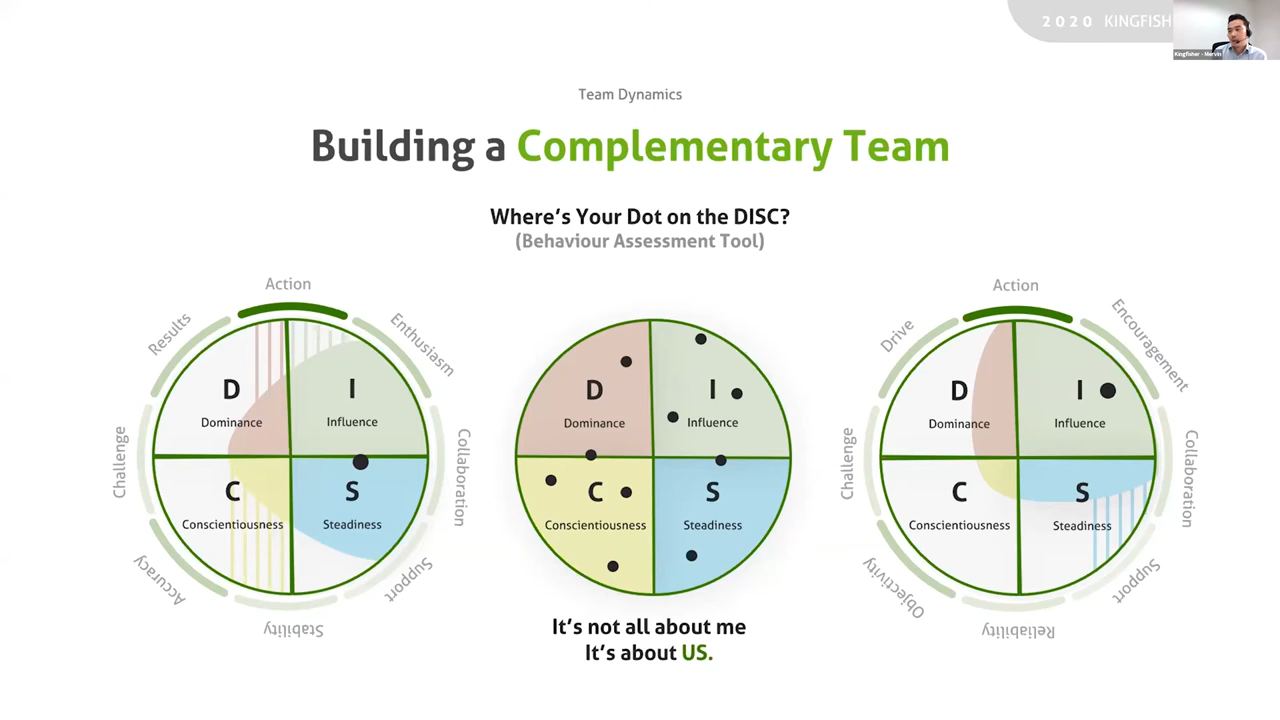 2020 KINGFISH
Kingfisher - Mervin
Team Dynamics
Building a Complementary Team
Where's Your Dot on the DISC?
(Behaviour Assessment Tool)
Action
Results
Enthusiasm
Challenge
Collaboration
Accuracy
Support
Stability
D
Dominance
I
Influence
C
Conscientiousness
S
Steadiness
D
Dominance
I
Influence
C
Conscientiousness
S
Steadiness
It's not all about me
It's about US.
Action
Drive
Encouragement
Challenge
Collaboration
Objectivity
Support
Reliability
D
Dominance
I
Influence
C
Conscientiousness
S
Steadiness